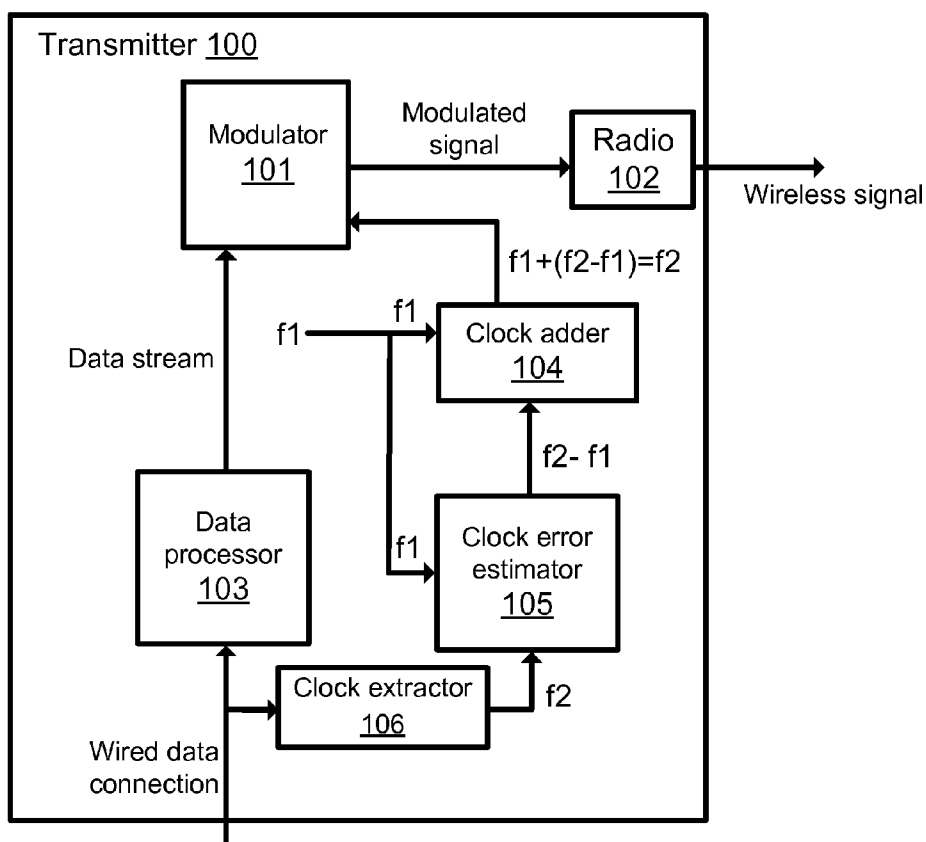 Transmitter 100
Modulator
101
Modulated
signal
Radio
102
Wireless signal
f1+(f2-f1)=f2
f1
f1
Clock adder
104
Data stream
f2- f1
Data
processor
103
f1
Clock error
estimator
105
Clock extractor
106
f2
Wired data
connection